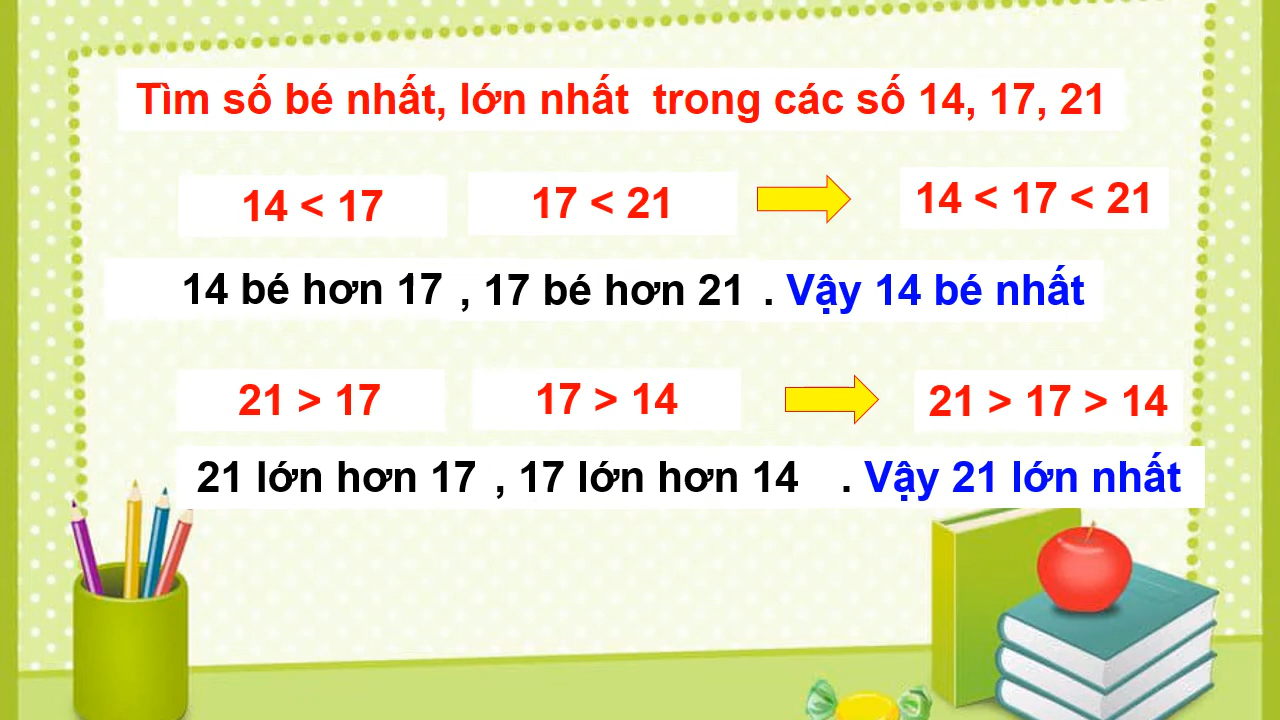 Tìm số bé nhất, lớn nhất trong các số 14, 17, 21
14 < 17 17 < 21 14 < 17 < 21
14 bé hơn 17 , 17 bé hơn 21 . Vậy 14 bé nhất
21 > 17 17 > 14 21 > 17 > 14
21 lớn hơn 17 , 17 lớn hơn 14 . Vậy 21 lớn nhất